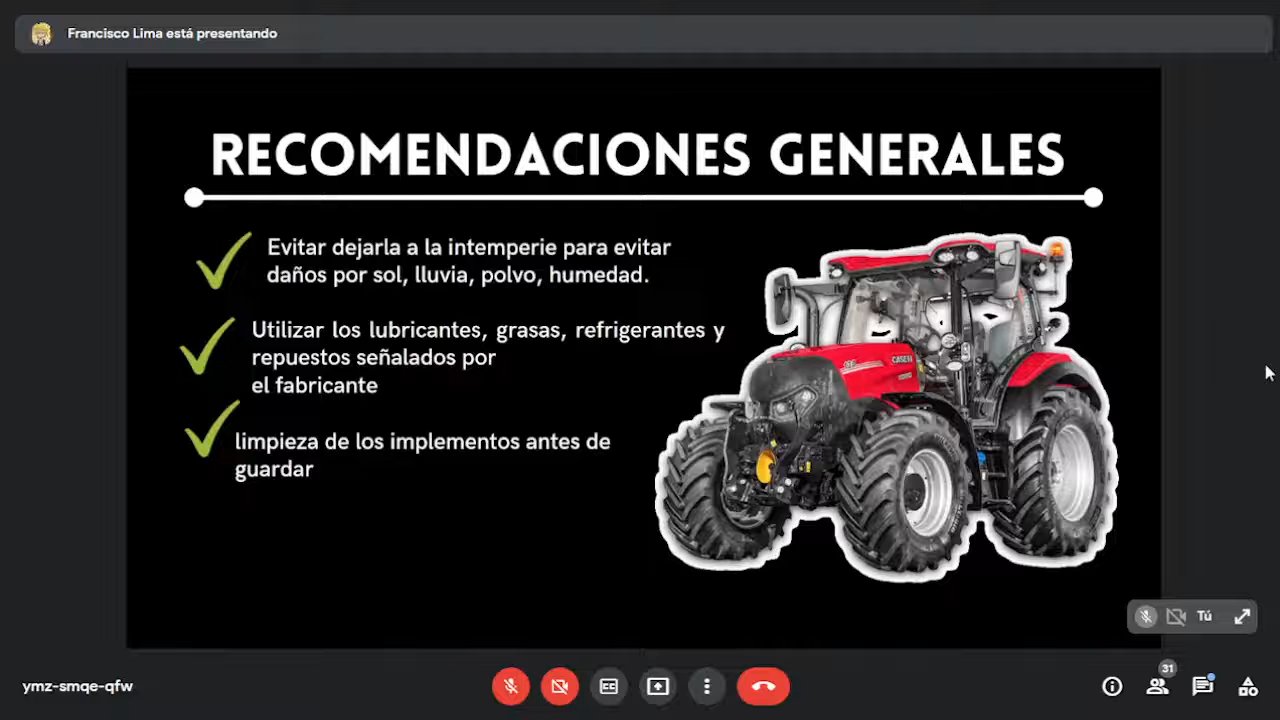 Francisco Lima está presentando
RECOMENDACIONES GENERALES
Evitar dejarla a la intemperie para evitar
daños por sol, lluvia, polvo, humedad.
Utilizar los lubricantes, grasas, refrigerantes y
repuestos señalados por
el fabricante
limpieza de los implementos antes de
guardar
CASE IH
Tú
ymz-smqe-qfw
CC
31